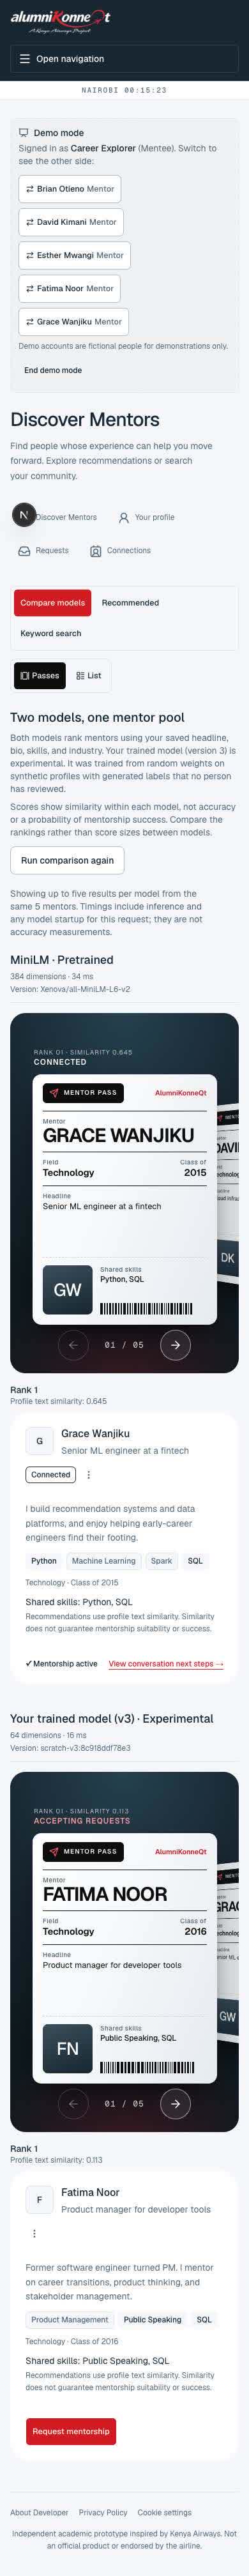 alumniKonneQt
A Kenya Airways Project
Open navigation
NAIROBI 00:15:23
Demo mode
Signed in as Career Explorer (Mentee). Switch to
see the other side:
Brian Otieno Mentor
David Kimani Mentor
Esther Mwangi Mentor
Fatima Noor Mentor
Grace Wanjiku Mentor
Demo accounts are fictional people for demonstrations only.
End demo mode
Discover Mentors
Find people whose experience can help you move
forward. Explore recommendations or search
your community.
N
Discover Mentors
Your profile
Requests
Connections
Compare models
Recommended
Keyword search
Passes
List
Two models, one mentor pool
Both models rank mentors using your saved headline,
bio, skills, and industry. Your trained model (version 3) is
experimental. It was trained from random weights on
synthetic profiles with generated labels that no person
has reviewed.
Scores show similarity within each model, not accuracy
or a probability of mentorship success. Compare the
rankings rather than score sizes between models.
Run comparison again
Showing up to five results per model from the
same 5 mentors. Timings include inference and
any model startup for this request; they are not
accuracy measurements.
MiniLM · Pretrained
384 dimensions · 34 ms
Version: Xenova/all-MiniLM-L6-v2
RANK 01 · SIMILARITY 0.645
CONNECTED
MENTOR PASS
AlumniKonneQt
Mentor
GRACE WANJIKU
Field
Technology
Class of
2015
Headline
Senior ML engineer at a fintech
GW
Shared skills
Python, SQL
DK
01 / 05
Rank 1
Profile text similarity: 0.645
G
Grace Wanjiku
Senior ML engineer at a fintech
Connected
I build recommendation systems and data
platforms, and enjoy helping early-career
engineers find their footing.
Python
Machine Learning
Spark
SQL
Technology · Class of 2015
Shared skills: Python, SQL
Recommendations use profile text similarity. Similarity
does not guarantee mentorship suitability or success.
✓ Mentorship active
View conversation next steps →
Your trained model (v3) · Experimental
64 dimensions · 16 ms
Version: scratch-v3:8c918ddf78e3
RANK 01 · SIMILARITY 0.113
ACCEPTING REQUESTS
MENTOR PASS
AlumniKonneQt
Mentor
FATIMA NOOR
Field
Technology
Class of
2016
Headline
Product manager for developer tools
FN
Shared skills
Public Speaking, SQL
GW
01 / 05
Rank 1
Profile text similarity: 0.113
F
Fatima Noor
Product manager for developer tools
Former software engineer turned PM. I mentor
on career transitions, product thinking, and
stakeholder management.
Product Management
Public Speaking
SQL
Technology · Class of 2016
Shared skills: Public Speaking, SQL
Recommendations use profile text similarity. Similarity
does not guarantee mentorship suitability or success.
Request mentorship
About Developer
Privacy Policy
Cookie settings
Independent academic prototype inspired by Kenya Airways. Not
an official product or endorsed by the airline.